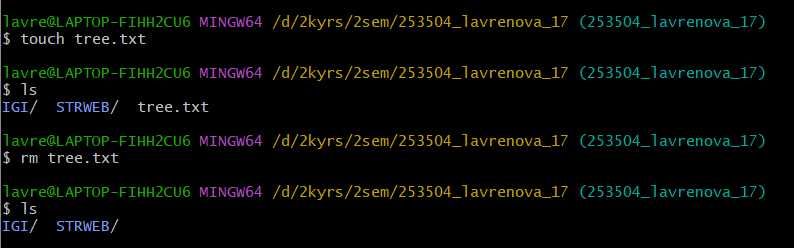 lavre@LAPTOP-FIHH2CU6 MINGW64 /d/2kyrs/2sem/253504_lavrenova_17 (253504_lavrenova_17)
$ touch tree.txt
lavre@LAPTOP-FIHH2CU6 MINGW64 /d/2kyrs/2sem/253504_lavrenova_17 (253504_lavrenova_17)
$ ls
IGI/  STRWEB/  tree.txt
lavre@LAPTOP-FIHH2CU6 MINGW64 /d/2kyrs/2sem/253504_lavrenova_17 (253504_lavrenova_17)
$ rm tree.txt
lavre@LAPTOP-FIHH2CU6 MINGW64 /d/2kyrs/2sem/253504_lavrenova_17 (253504_lavrenova_17)
$ ls
IGI/  STRWEB/